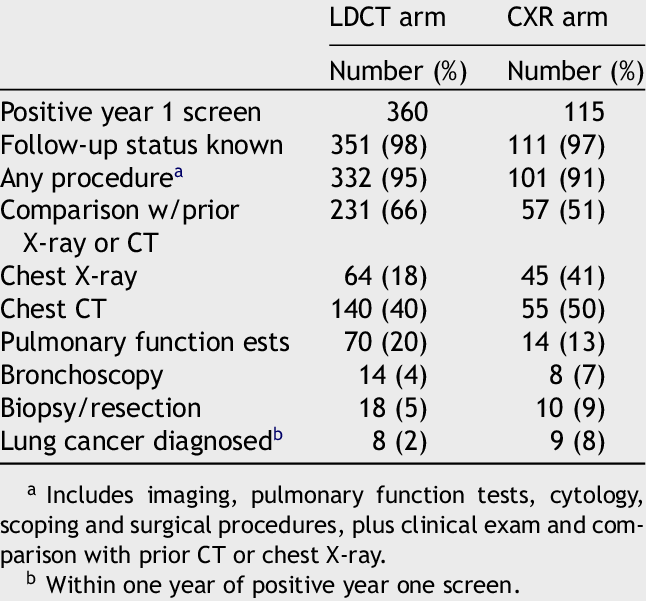 LDCT arm CXR arm
Number (%) Number (%)
Positive year 1 screen 360 115
Follow-up status known 351 (98) 111 (97)
Any procedureᵃ 332 (95) 101 (91)
Comparison w/prior 231 (66) 57 (51)
X-ray or CT
Chest X-ray 64 (18) 45 (41)
Chest CT 140 (40) 55 (50)
Pulmonary function ests 70 (20) 14 (13)
Bronchoscopy 14 (4) 8 (7)
Biopsy/resection 18 (5) 10 (9)
Lung cancer diagnosedᵇ 8 (2) 9 (8)
ᵃ Includes imaging, pulmonary function tests, cytology,
scoping and surgical procedures, plus clinical exam and com-
parison with prior CT or chest X-ray.
ᵇ Within one year of positive year one screen.